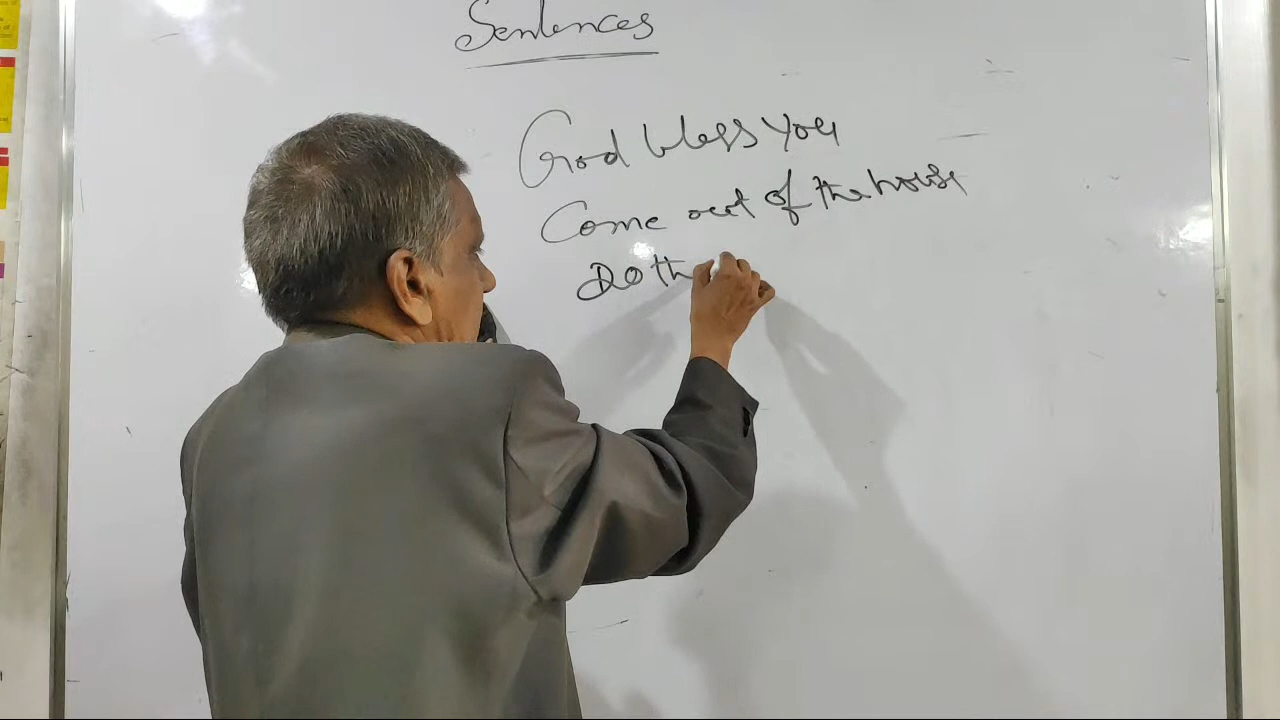 Sentences
God bless you
Come out of the house
Do th